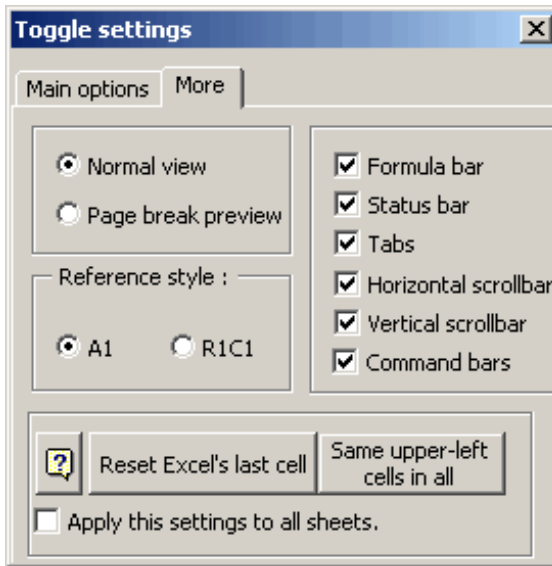 Toggle settings
Main options
More
Normal view
Page break preview
Reference style :
A1
R1C1
Formula bar
Status bar
Tabs
Horizontal scrollbar
Vertical scrollbar
Command bars
?
Reset Excel's last cell
Same upper-left
cells in all
Apply this settings to all sheets.